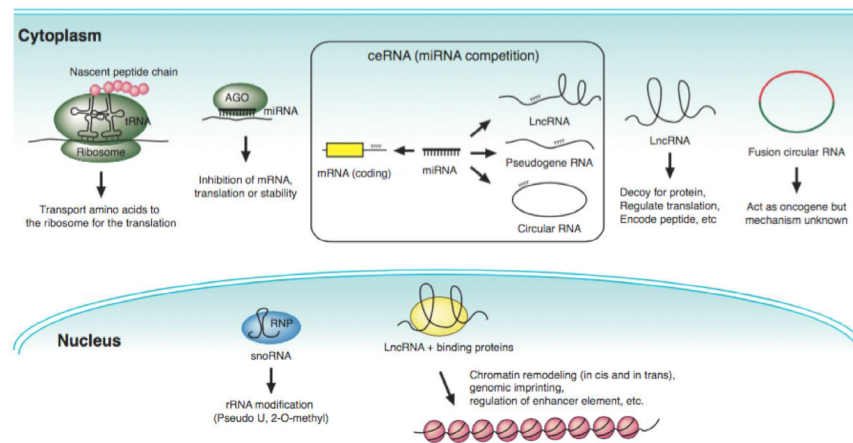 Cytoplasm
Nascent peptide chain
tRNA
Ribosome
Transport amino acids to
the ribosome for the translation
AGO
miRNA
Inhibition of mRNA,
translation or stability
ceRNA (miRNA competition)
mRNA (coding)
miRNA
LncRNA
Pseudogene RNA
Circular RNA
LncRNA
Decoy for protein,
Regulate translation,
Encode peptide, etc
Fusion circular RNA
Act as oncogene but
mechanism unknown
Nucleus
RNP
snoRNA
rRNA modification
(Pseudo U, 2-O-methyl)
LncRNA + binding proteins
Chromatin remodeling (in cis and in trans),
genomic imprinting,
regulation of enhancer element, etc.